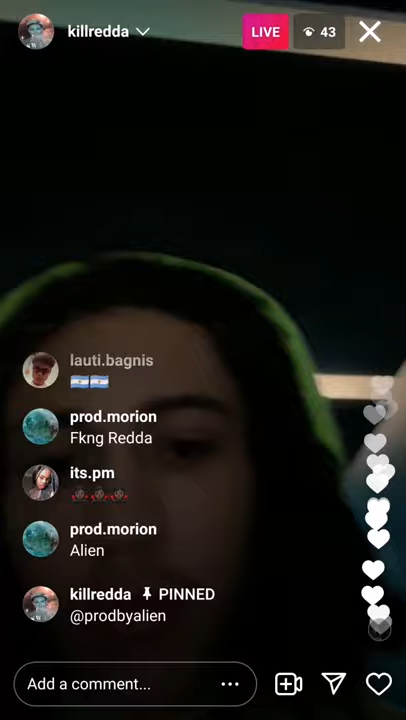 killredda
LIVE
43
lauti.bagnis
🇦🇷🇦🇷
prod.morion
Fkng Redda
its.pm
prod.morion
Alien
killredda PINNED
@prodbyalien
Add a comment...